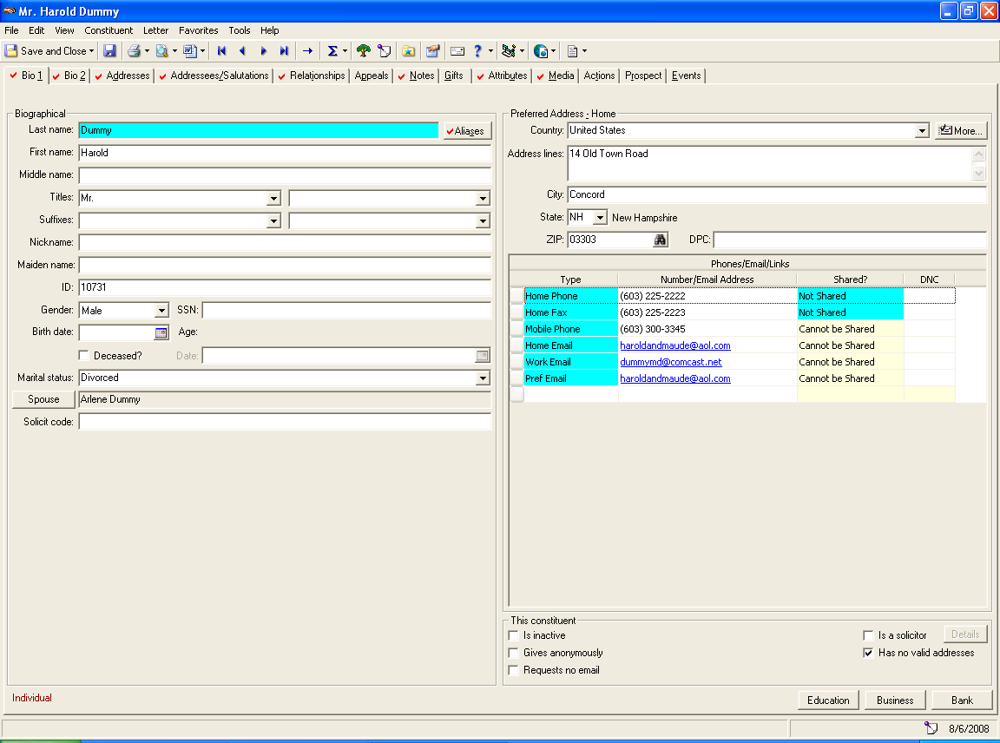 Mr. Harold Dummy
File Edit View Constituent Letter Favorites Tools Help
Save and Close
Bio 1 Bio 2 Addresses Addressees/Salutations Relationships Appeals Notes Gifts Attributes Media Actions Prospect Events
Biographical
Last name: Dummy Aliases
First name: Harold
Middle name:
Titles: Mr.
Suffixes:
Nickname:
Maiden name:
ID: 10731
Gender: Male SSN:
Birth date: Age:
Deceased? Date:
Marital status: Divorced
Spouse Arlene Dummy
Solicit code:
Preferred Address - Home
Country: United States More...
Address lines: 14 Old Town Road
City: Concord
State: NH New Hampshire
ZIP: 03303 DPC:
Phones/Email/Links
Type Number/Email Address Shared? DNC
Home Phone (603) 225-2222 Not Shared
Home Fax (603) 225-2223 Not Shared
Mobile Phone (603) 300-3345 Cannot be Shared
Home Email haroldandmaude@aol.com Cannot be Shared
Work Email dummymd@comcast.net Cannot be Shared
Pref Email haroldandmaude@aol.com Cannot be Shared
This constituent
Is inactive Is a solicitor Details
Gives anonymously Has no valid addresses
Requests no email
Individual
Education Business Bank
8/6/2008